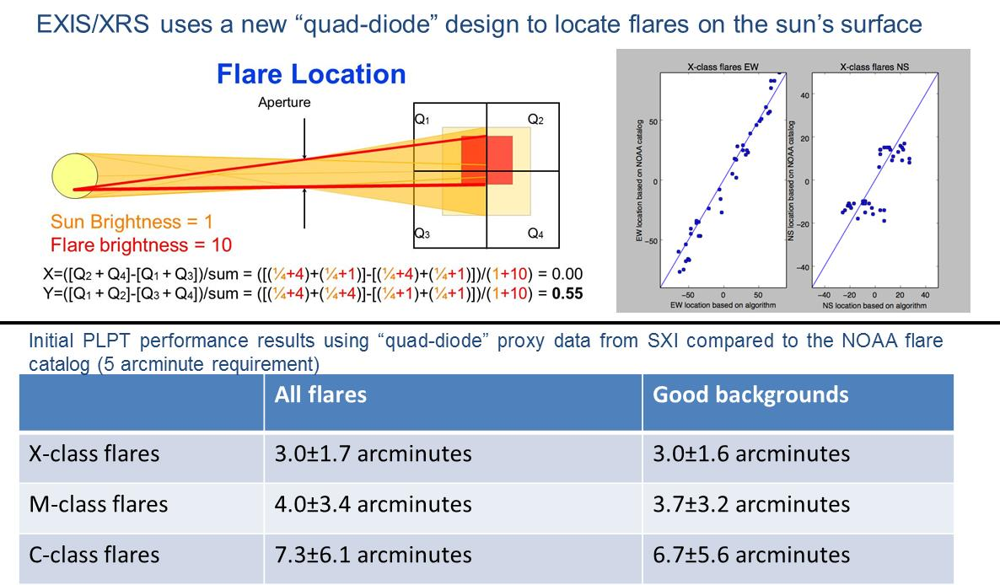 EXIS/XRS uses a new “quad-diode” design to locate flares on the sun’s surface
Flare Location
Aperture
Q1
Q2
Q3
Q4
Sun Brightness = 1
Flare brightness = 10
X=([Q2 + Q4]-[Q1 + Q3])/sum = ([(¼+4)+(¼+1)]-[(¼+4)+(¼+1)])/(1+10) = 0.00
Y=([Q1 + Q2]-[Q3 + Q4])/sum = ([(¼+4)+(¼+4)]-[(¼+1)+(¼+1)])/(1+10) = 0.55
X-class flares EW
EW location based on NOAA catalog
50
0
−50
−50 0 50
EW location based on algorithm
X-class flares NS
NS location based on NOAA catalog
40
20
0
−20
−40
−40 −20 0 20 40
NS location based on algorithm
Initial PLPT performance results using “quad-diode” proxy data from SXI compared to the NOAA flare
catalog (5 arcminute requirement)
All flares Good backgrounds
X-class flares 3.0±1.7 arcminutes 3.0±1.6 arcminutes
M-class flares 4.0±3.4 arcminutes 3.7±3.2 arcminutes
C-class flares 7.3±6.1 arcminutes 6.7±5.6 arcminutes